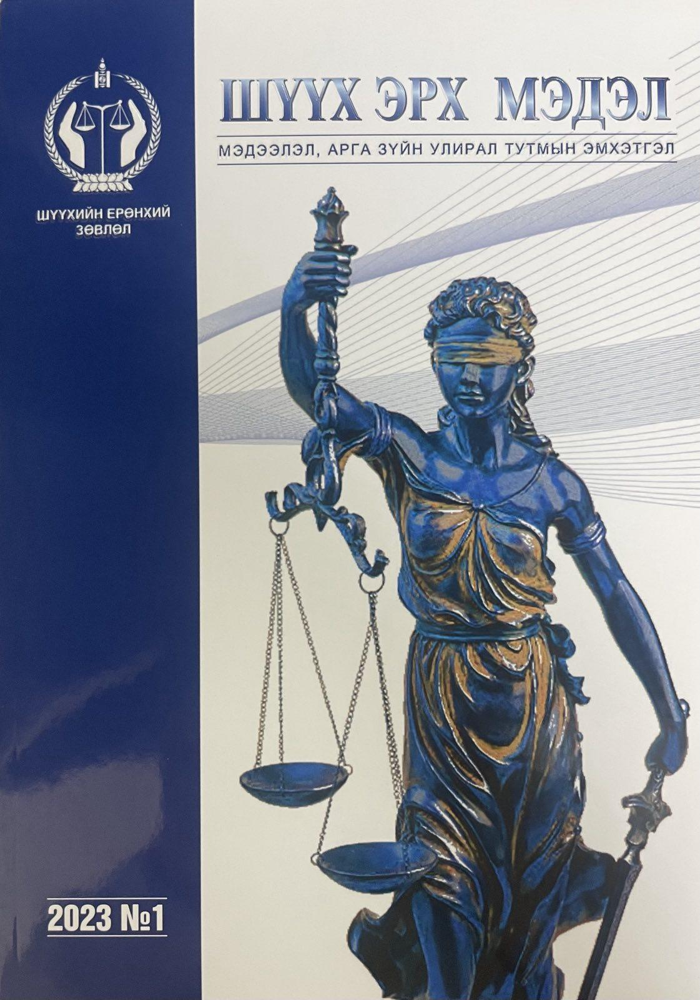 ШҮҮХ ЭРХ МЭДЭЛ
МЭДЭЭЛЭЛ, АРГА ЗҮЙН УЛИРАЛ ТУТМЫН ЭМХЭТГЭЛ
ШҮҮХИЙН ЕРӨНХИЙ
ЗӨВЛӨЛ
2023 №1